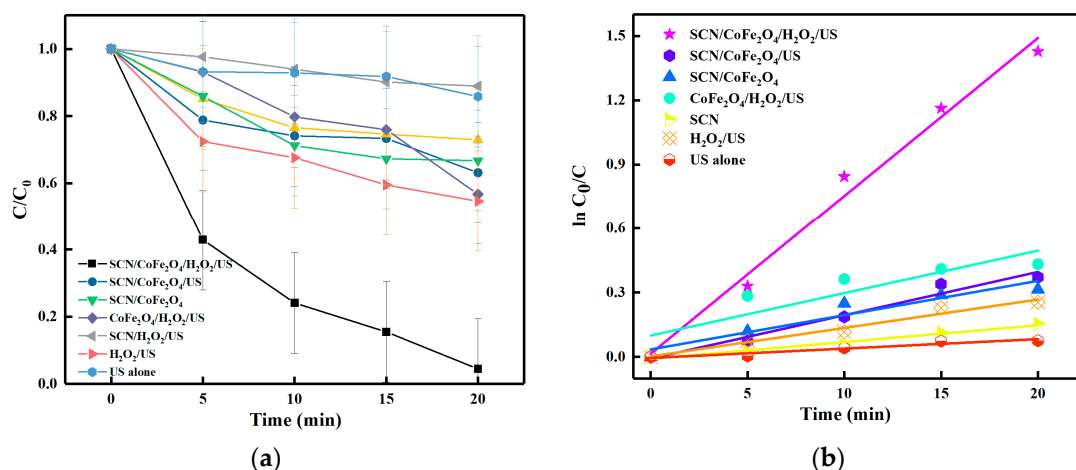 1.0
0.8
0.6
0.4
0.2
0.0
C/C₀
SCN/CoFe₂O₄/H₂O₂/US
SCN/CoFe₂O₄/US
SCN/CoFe₂O₄
CoFe₂O₄/H₂O₂/US
SCN/H₂O₂/US
H₂O₂/US
US alone
0 5 10 15 20
Time (min)
(a)
1.5
1.2
0.9
0.6
0.3
0.0
ln C₀/C
SCN/CoFe₂O₄/H₂O₂/US
SCN/CoFe₂O₄/US
SCN/CoFe₂O₄
CoFe₂O₄/H₂O₂/US
SCN
H₂O₂/US
US alone
0 5 10 15 20
Time (min)
(b)